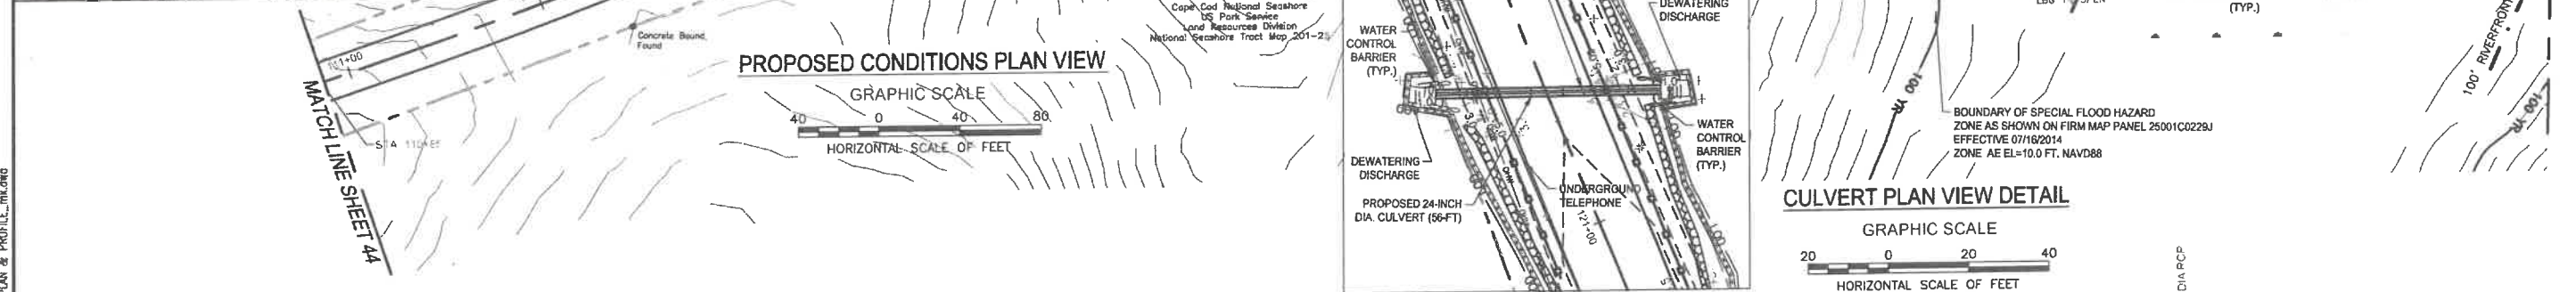 PLAN & PROFILE_mk.dwg
MATCH LINE SHEET 44
Concrete Bound
Found
Cape Cod National Seashore
US Park Service
Land Resources Division
National Seashore Tract Map 201-2
PROPOSED CONDITIONS PLAN VIEW
GRAPHIC SCALE
40 0 40 80
HORIZONTAL SCALE OF FEET
DEWATERING
DISCHARGE
WATER
CONTROL
BARRIER
(TYP.)
WATER
CONTROL
BARRIER
(TYP.)
DEWATERING
DISCHARGE
UNDERGROUND
TELEPHONE
PROPOSED 24-INCH
DIA. CULVERT (56-FT)
121+00
(TYP.)
100' RIVERFRONT
100 YR
100 YR
BOUNDARY OF SPECIAL FLOOD HAZARD
ZONE AS SHOWN ON FIRM MAP PANEL 25001C0229J
EFFECTIVE 07/16/2014
ZONE AE EL=10.0 FT. NAVD88
CULVERT PLAN VIEW DETAIL
GRAPHIC SCALE
20 0 20 40
HORIZONTAL SCALE OF FEET
DIA RCP